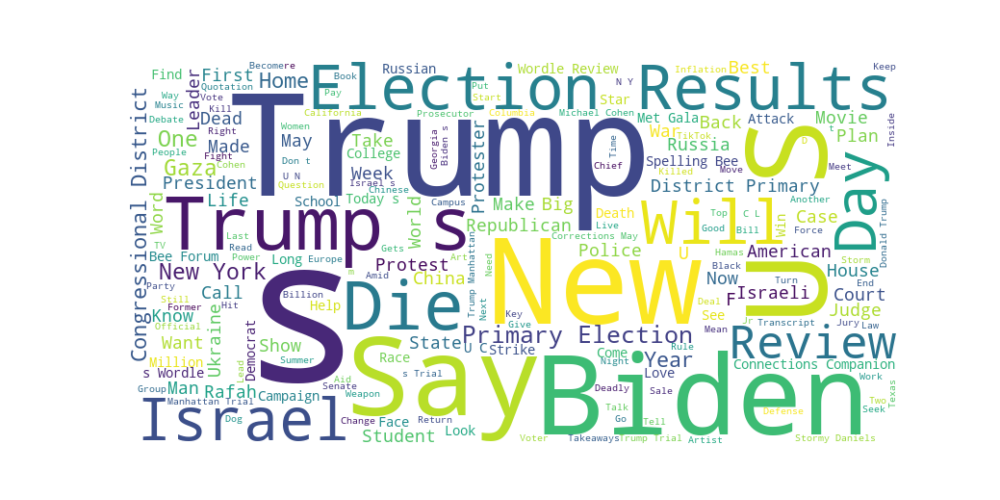 Becomere
Book
Russian
Wordle Review
N Y
Inflation
Best
Keep
Find
Quotation
First
Leader
Home
Election
Results
Pay
Put
Start
Star
Way
Music
Vote
Kill
California
Prosecutor
Columbia
Michael Cohen
Met Gala
Back
Attack
Movie
Plan
Inside
Debate
Right
Dead
Made
Women
May
Take
College
Georgia
Biden s
Protester
Trump
Time
War
TikTok
Russia
S
D
t
One
People
Fight
Cohen
Don t
U N
Question
Week
Israel s
Chinese
Chief
Spelling Bee
Killed
Move
Meet
Gaza
President
Life
School
Today s
Campus
District Primary
Another
Congressional District
Word
Last
Read
Power
Trump s
World
Gets
Art
Make
Big
Death
Live
Republican
Corrections May
Will
Top
Good
C L
Bill
Win
Case
Force
Day
Donald Trump
TV
Bee Forum
Long
Europe
m
Amid
Protest
China
Need
Next
Trump Manhattan
New
Police
U
Hamas
American
Storm
House
End
Party
New York
Still
Former
Call
Hit
Billion
Help
S
Die
Key
Give
Black
Now
Deal
See
F
Turn
Israeli
u
Court
Judge
Know
Official
Want
Ukraine
Democrat
Show
State
U C
Primary Election
Strike
Mean
Jr
Transcript
Jury
Law
Million
s Wordle
Lead
Summer
Race
s Trial
Say
Come
Night
Rule
Year
Love
Review
Connections Companion
Group
Man
Rafah
Aid
Senate
Weapon
Campaign
Deadly
Sale
Biden
Work
Texas
Manhattan Trial
Dog
Israel
Change
Face
Return
Student
Look
Talk
Go
Tell
Defense
Two
Seek
Voter
Takeaways
Trump Trial
Artist
Stormy Daniels